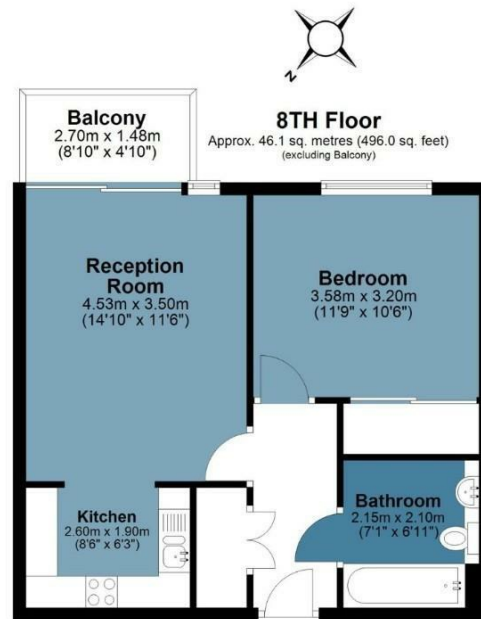 N
Balcony
2.70m x 1.48m
(8'10" x 4'10")
8TH Floor
Approx. 46.1 sq. metres (496.0 sq. feet)
(excluding Balcony)
Reception
Room
4.53m x 3.50m
(14'10" x 11'6")
Bedroom
3.58m x 3.20m
(11'9" x 10'6")
Kitchen
2.60m x 1.90m
(8'6" x 6'3")
Bathroom
2.15m x 2.10m
(7'1" x 6'11")